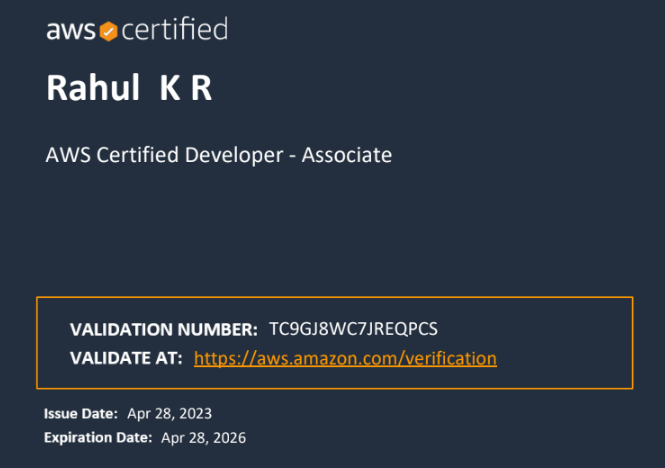 aws certified
Rahul K R
AWS Certified Developer - Associate
VALIDATION NUMBER: TC9GJ8WC7JREQPCS
VALIDATE AT: https://aws.amazon.com/verification
Issue Date: Apr 28, 2023
Expiration Date: Apr 28, 2026